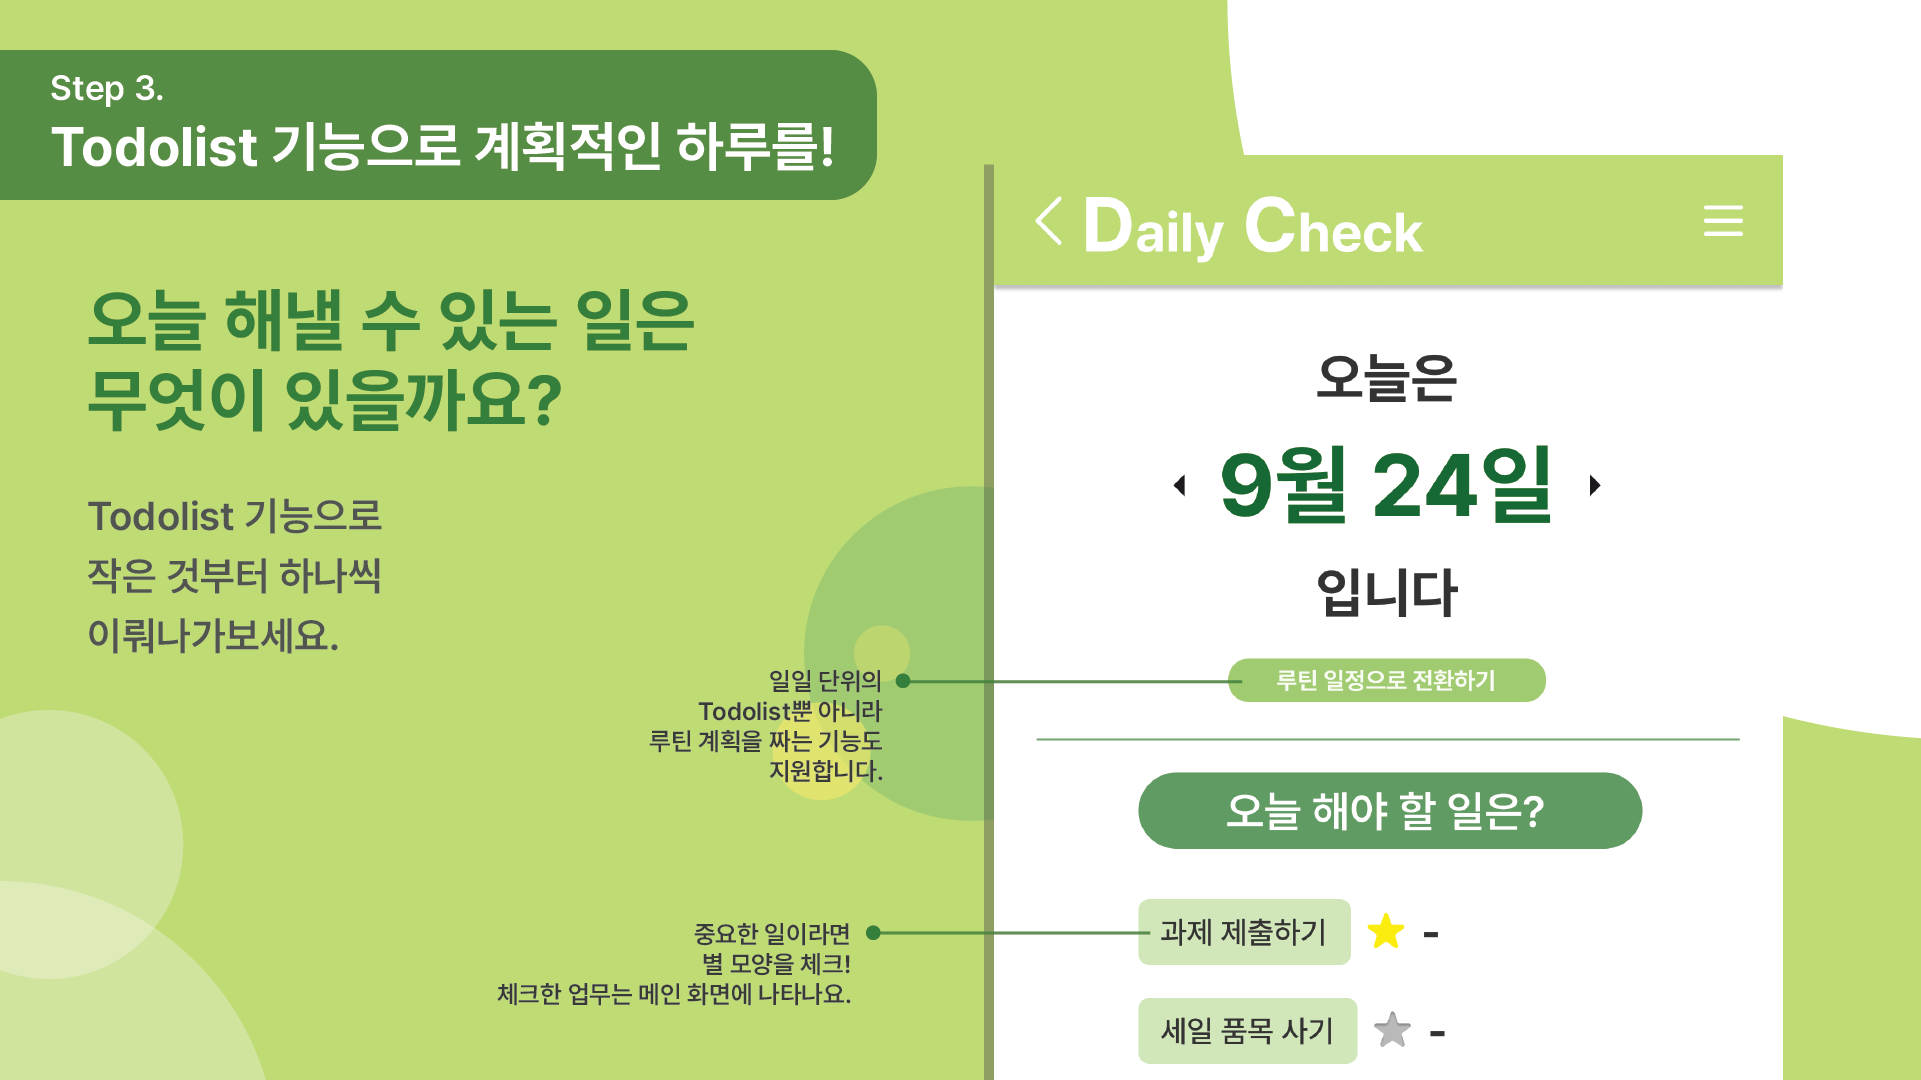 Step 3.
Todolist 기능으로 계획적인 하루를!
오늘 해낼 수 있는 일은
무엇이 있을까요?
Todolist 기능으로
작은 것부터 하나씩
이뤄나가보세요.
일일 단위의
Todolist뿐 아니라
루틴 계획을 짜는 기능도
지원합니다.
중요한 일이라면
별 모양을 체크!
체크한 업무는 메인 화면에 나타나요.
Daily Check
오늘은
9월 24일
입니다
루틴 일정으로 전환하기
오늘 해야 할 일은?
과제 제출하기 -
세일 품목 사기 -